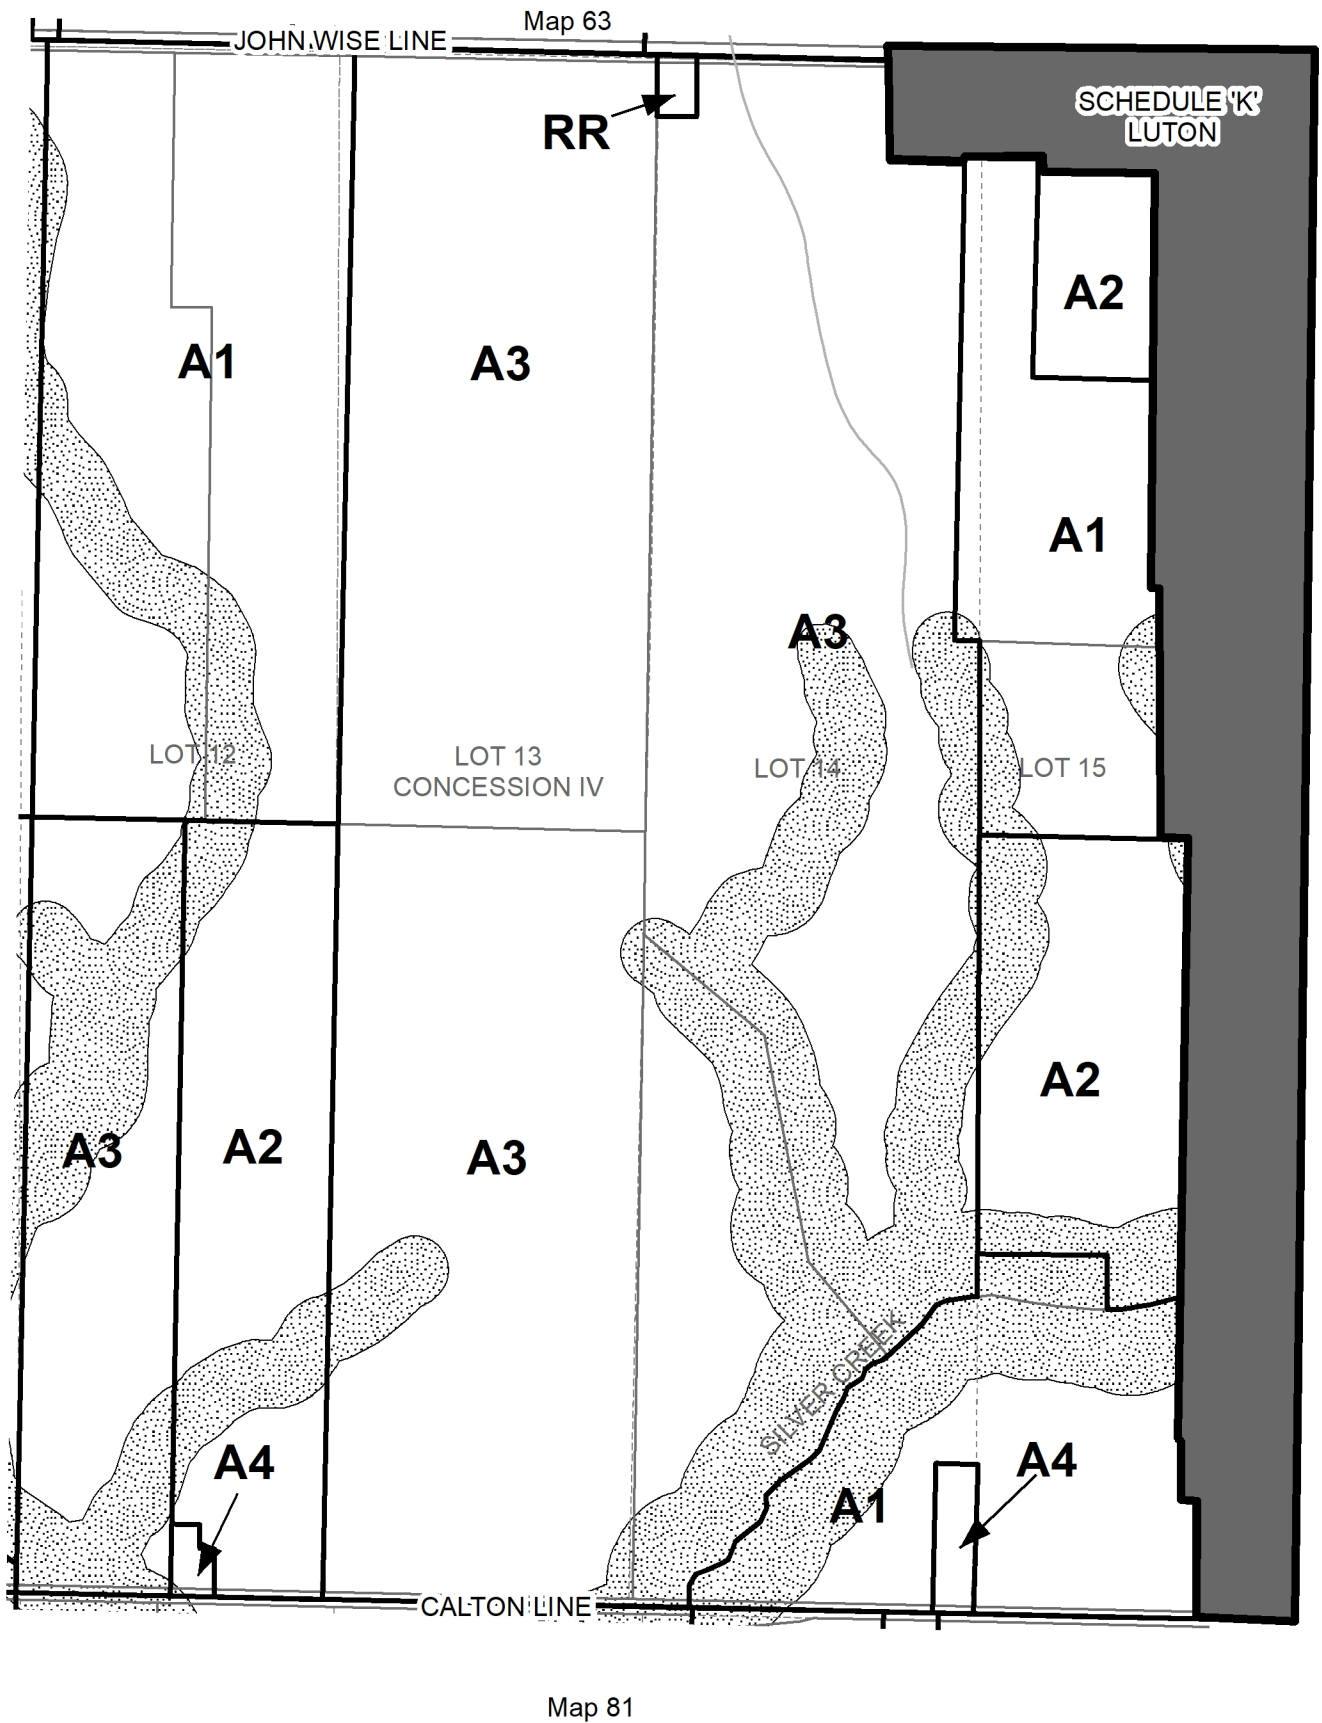 Map 63
JOHN WISE LINE
SCHEDULE 'K'
LUTON
RR
A2
A1
A3
A1
A3
LOT 12
LOT 13
CONCESSION IV
LOT 14
LOT 15
A2
A3
A2
A3
SILVER CREEK
A4
A4
A1
CALTON LINE
Map 81